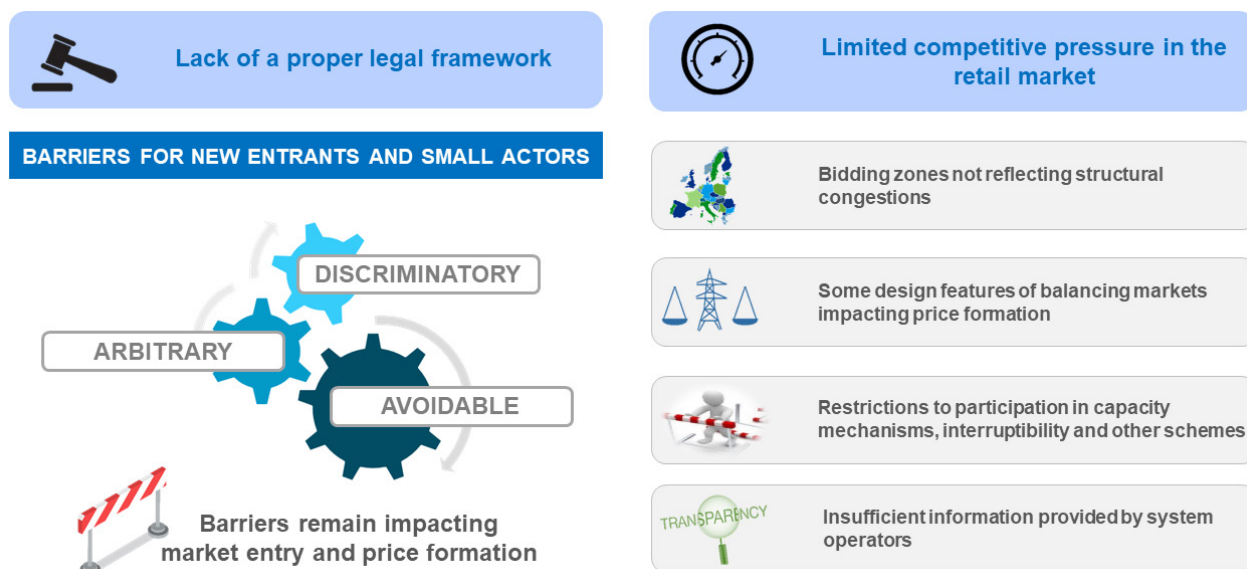 Lack of a proper legal framework
BARRIERS FOR NEW ENTRANTS AND SMALL ACTORS
DISCRIMINATORY
ARBITRARY
AVOIDABLE
Barriers remain impacting
market entry and price formation
Limited competitive pressure in the
retail market
Bidding zones not reflecting structural
congestions
Some design features of balancing markets
impacting price formation
Restrictions to participation in capacity
mechanisms, interruptibility and other schemes
TRANSPARENCY
Insufficient information provided by system
operators